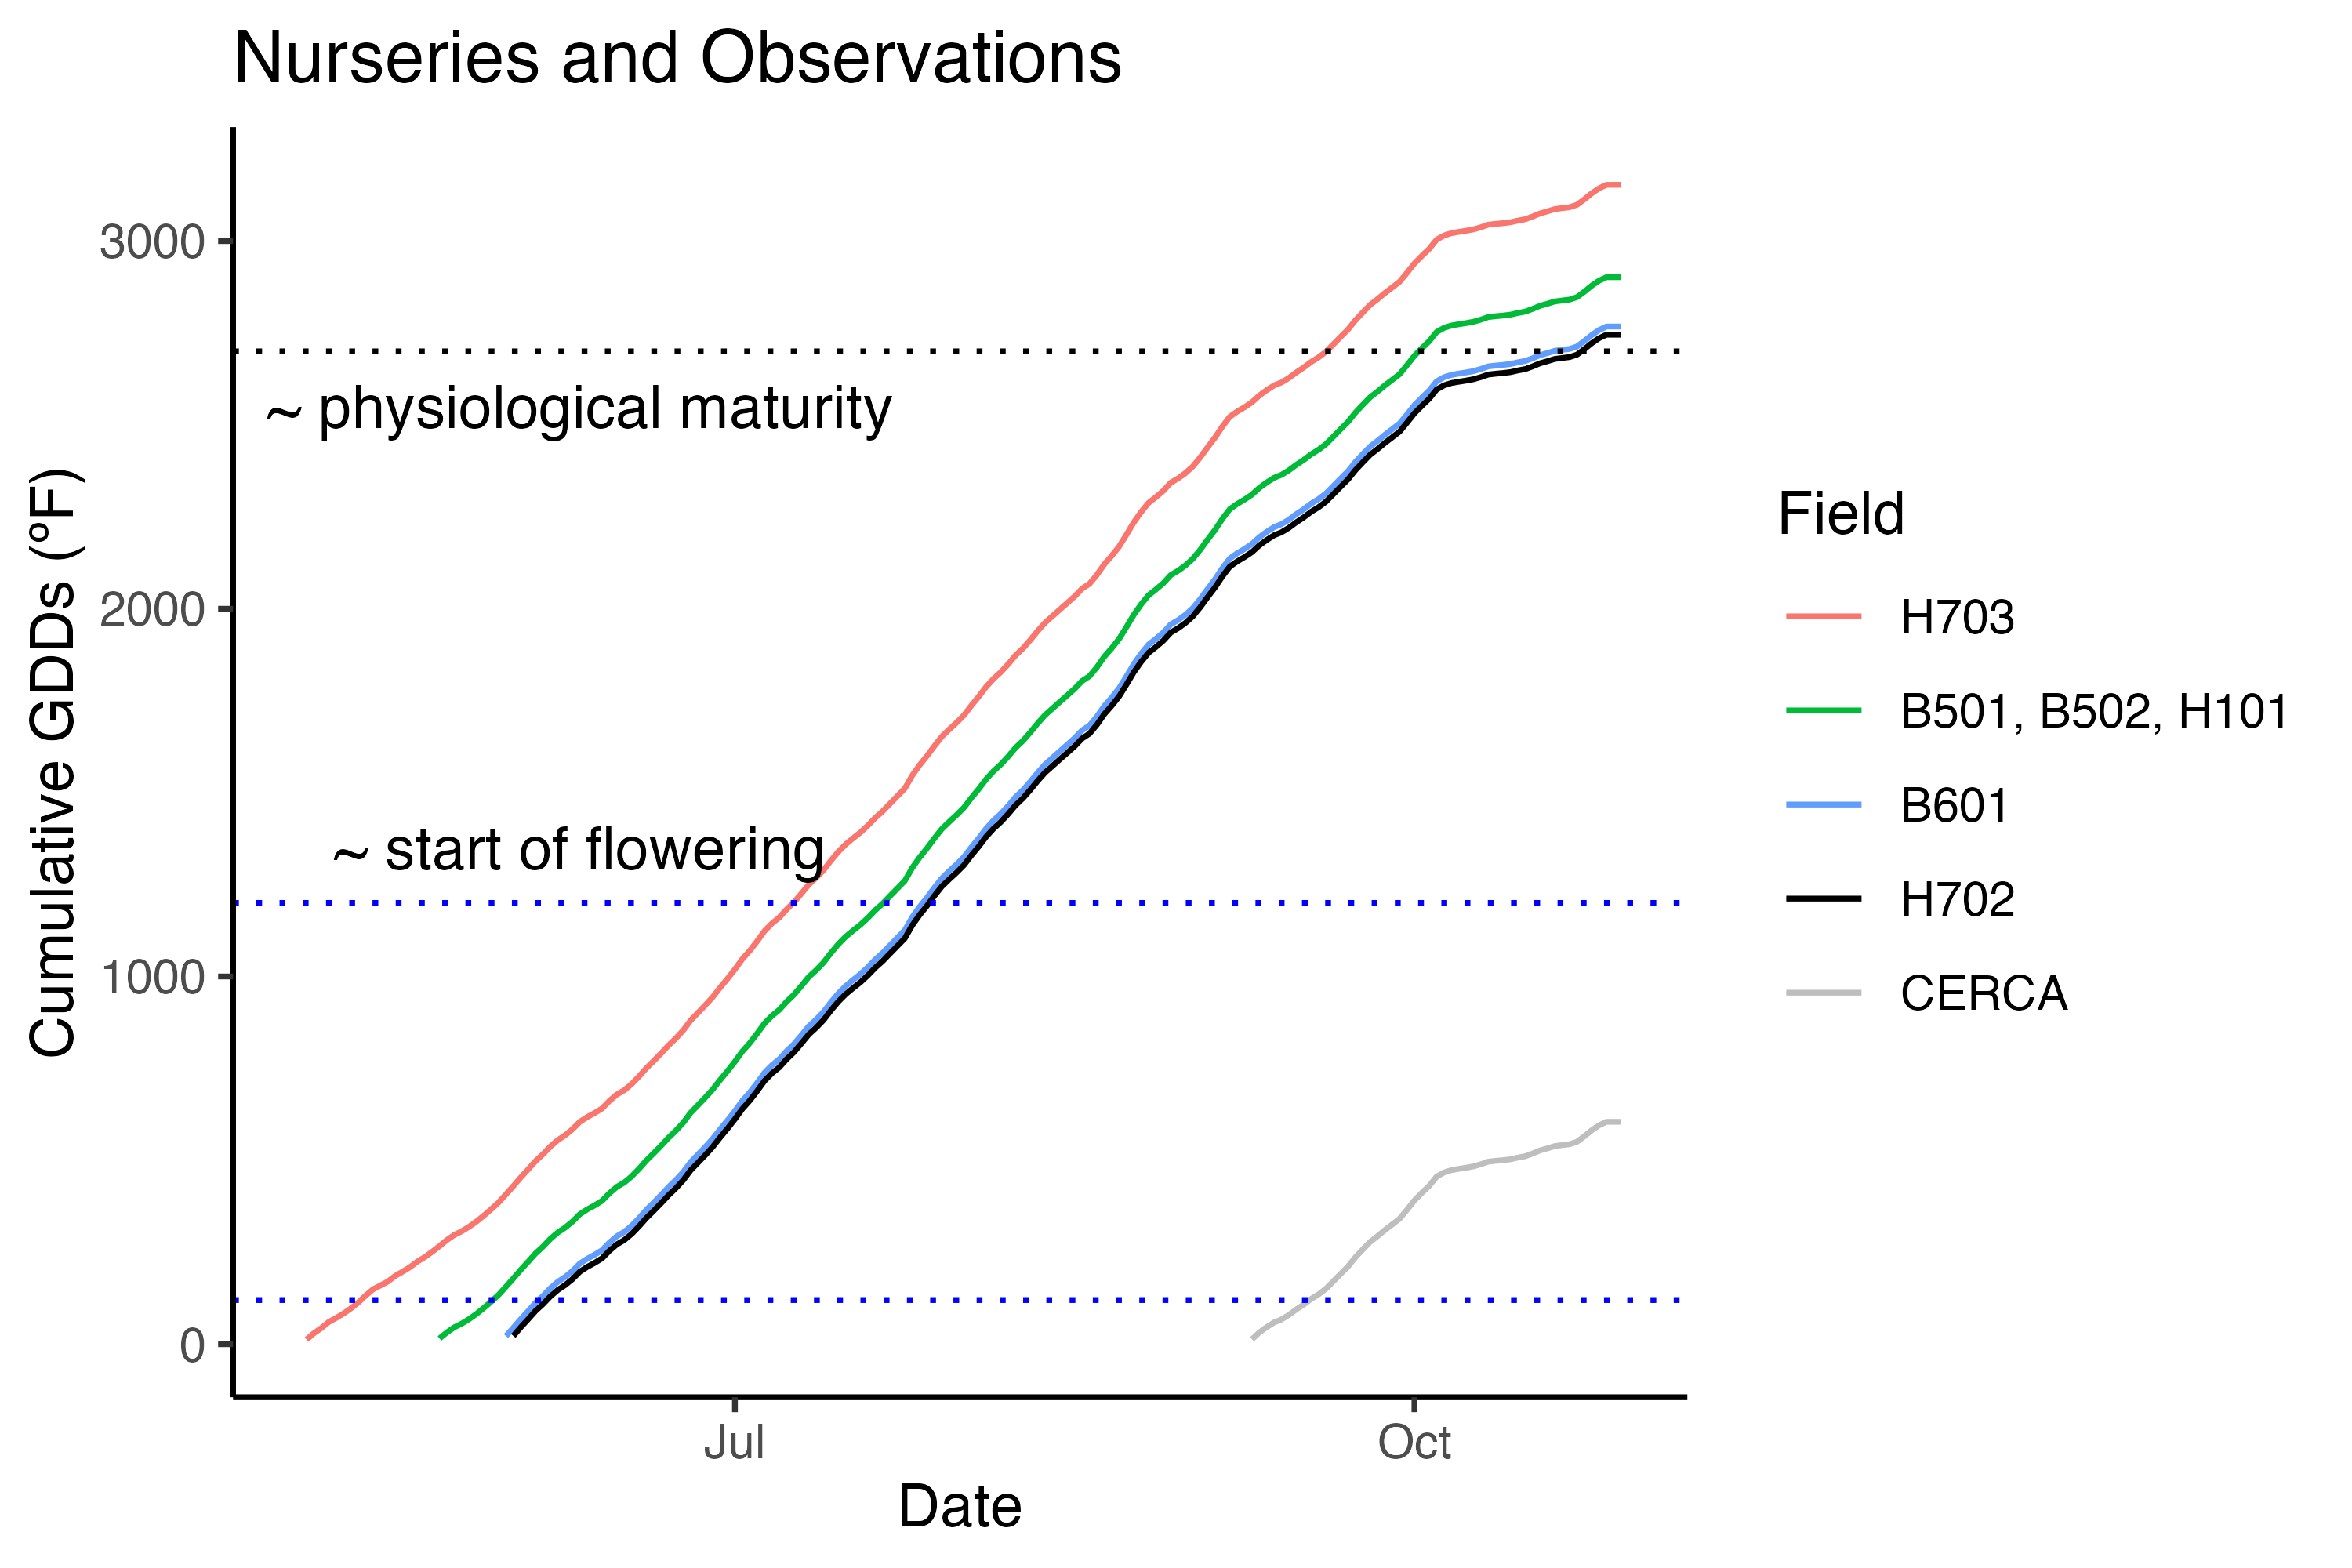 Nurseries and Observations
Cumulative GDDs (ºF)
3000
2000
1000
0
~ physiological maturity
~ start of flowering
Jul
Oct
Date
Field
H703
B501, B502, H101
B601
H702
CERCA